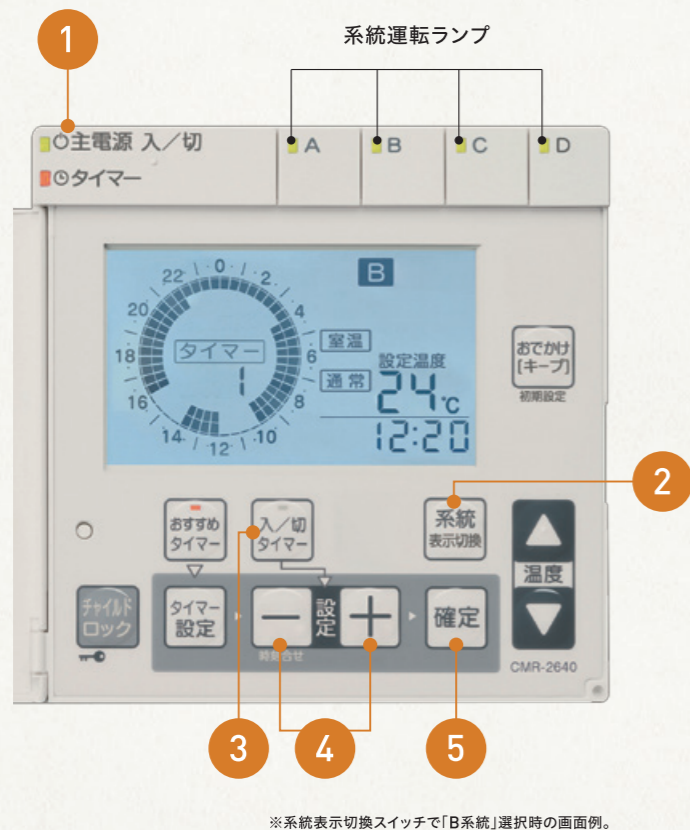 1
系統運転ランプ
主電源 入／切
A
B
C
D
タイマー
0
2
4
6
8
10
12
14
16
18
20
22
タイマー
1
B
室温
設定温度
通常
24℃
12:20
おでかけ
[キープ]
初期設定
2
おすすめ
タイマー
入／切
タイマー
系統
表示切換
3
チャイルド
ロック
タイマー
設定
－
設定
＋
確定
温度
時刻合せ
CMR-2640
4
5
※系統表示切換スイッチで「B系統」選択時の画面例。